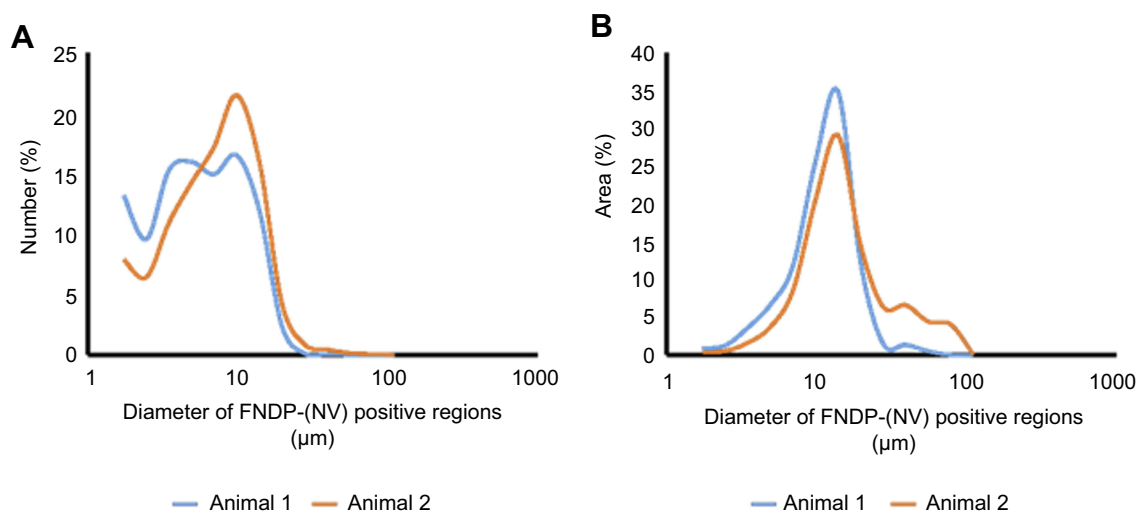 A
25
20
15
10
5
0
Number (%)
1 10 100 1000
Diameter of FNDP-(NV) positive regions
(µm)
Animal 1 Animal 2
B
40
35
30
25
20
15
10
5
0
Area (%)
1 10 100 1000
Diameter of FNDP-(NV) positive regions
(µm)
Animal 1 Animal 2